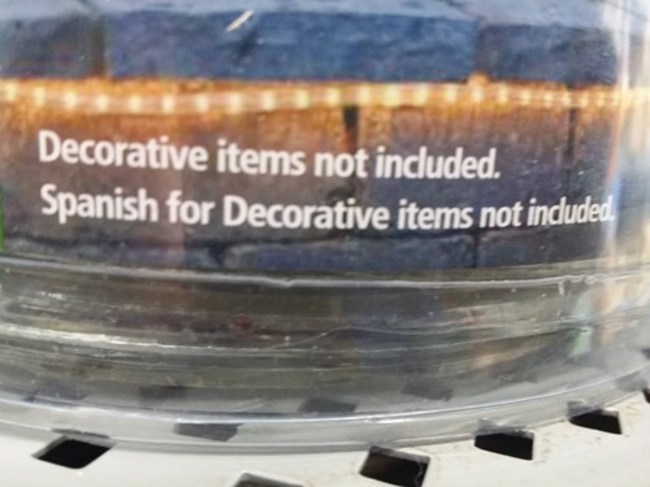 Decorative items not included.
Spanish for Decorative items not included.